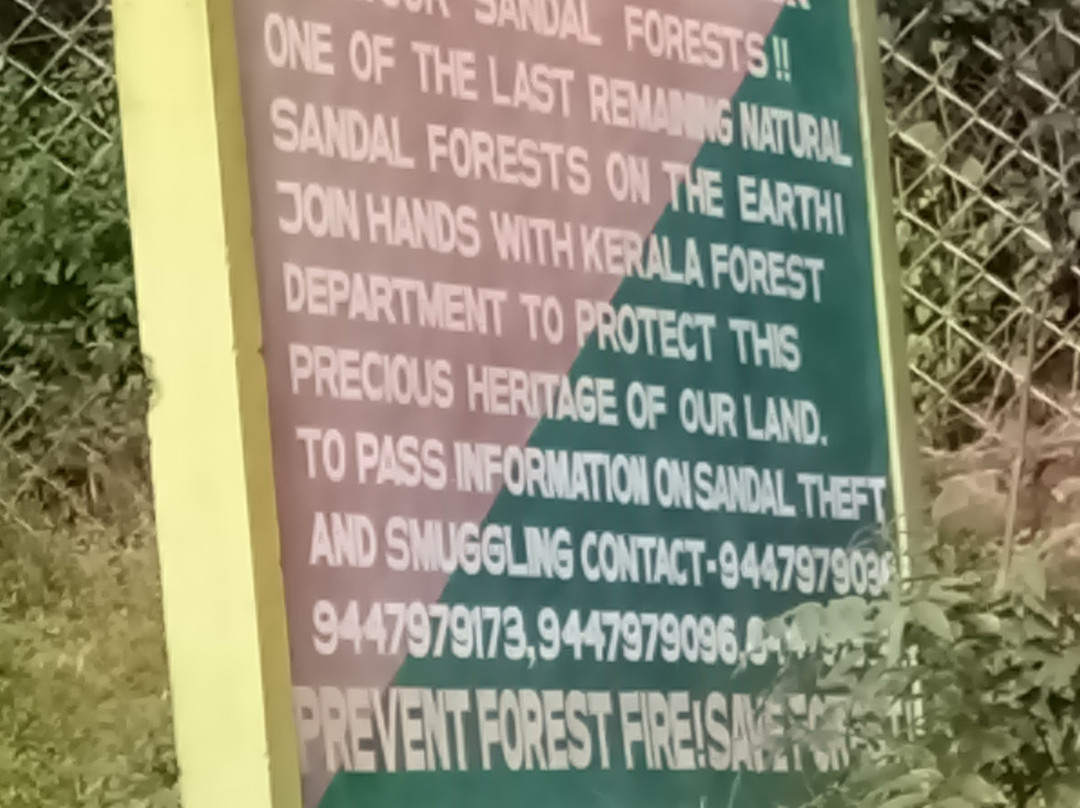 SANDAL FORESTS!!
ONE OF THE LAST REMANING NATURAL
SANDAL FORESTS ON THE EARTH!
JOIN HANDS WITH KERALA FOREST
DEPARTMENT TO PROTECT THIS
PRECIOUS HERITAGE OF OUR LAND.
TO PASS INFORMATION ON SANDAL THEFT
AND SMUGGLING CONTACT-
9447979173,9447979096,
PREVENT FOREST FIRE!SAVE